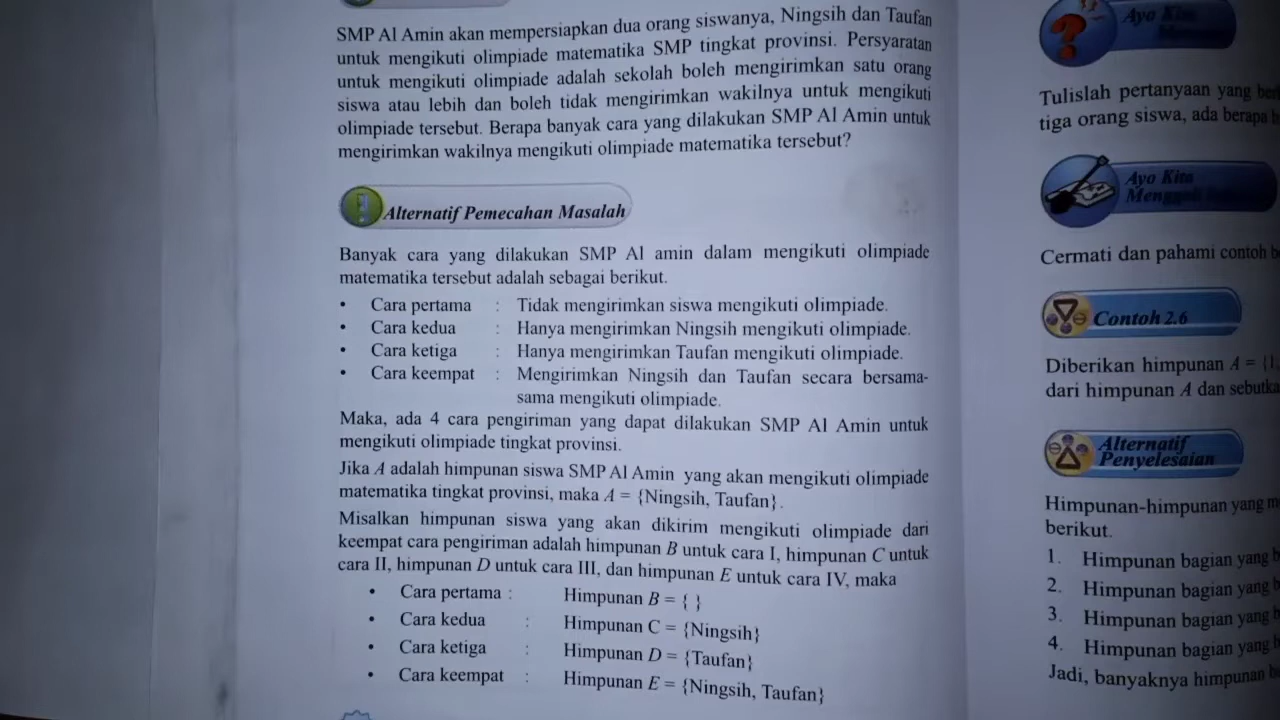 SMP Al Amin akan mempersiapkan dua orang siswanya, Ningsih dan Taufan
untuk mengikuti olimpiade matematika SMP tingkat provinsi. Persyaratan
untuk mengikuti olimpiade adalah sekolah boleh mengirimkan satu orang
siswa atau lebih dan boleh tidak mengirimkan wakilnya untuk mengikuti
olimpiade tersebut. Berapa banyak cara yang dilakukan SMP Al Amin untuk
mengirimkan wakilnya mengikuti olimpiade matematika tersebut?
Alternatif Pemecahan Masalah
Banyak cara yang dilakukan SMP Al amin dalam mengikuti olimpiade
matematika tersebut adalah sebagai berikut.
• Cara pertama : Tidak mengirimkan siswa mengikuti olimpiade.
• Cara kedua : Hanya mengirimkan Ningsih mengikuti olimpiade.
• Cara ketiga : Hanya mengirimkan Taufan mengikuti olimpiade.
• Cara keempat : Mengirimkan Ningsih dan Taufan secara bersama-
sama mengikuti olimpiade.
Maka, ada 4 cara pengiriman yang dapat dilakukan SMP Al Amin untuk
mengikuti olimpiade tingkat provinsi.
Jika A adalah himpunan siswa SMP Al Amin yang akan mengikuti olimpiade
matematika tingkat provinsi, maka A = {Ningsih, Taufan}.
Misalkan himpunan siswa yang akan dikirim mengikuti olimpiade dari
keempat cara pengiriman adalah himpunan B untuk cara I, himpunan C untuk
cara II, himpunan D untuk cara III, dan himpunan E untuk cara IV, maka
• Cara pertama : Himpunan B = { }
• Cara kedua : Himpunan C = {Ningsih}
• Cara ketiga : Himpunan D = {Taufan}
• Cara keempat : Himpunan E = {Ningsih, Taufan}
Ayo Kita
Tulislah pertanyaan yang
tiga orang siswa, ada berapa
Ayo Kita
Cermati dan pahami contoh
Contoh 2.6
Diberikan himpunan A = {1,
dari himpunan A dan
Alternatif
Penyelesaian
Himpunan-himpunan yang
berikut.
1. Himpunan bagian yang
2. Himpunan bagian yang
3. Himpunan bagian yang
4. Himpunan bagian yang
Jadi, banyaknya himpunan